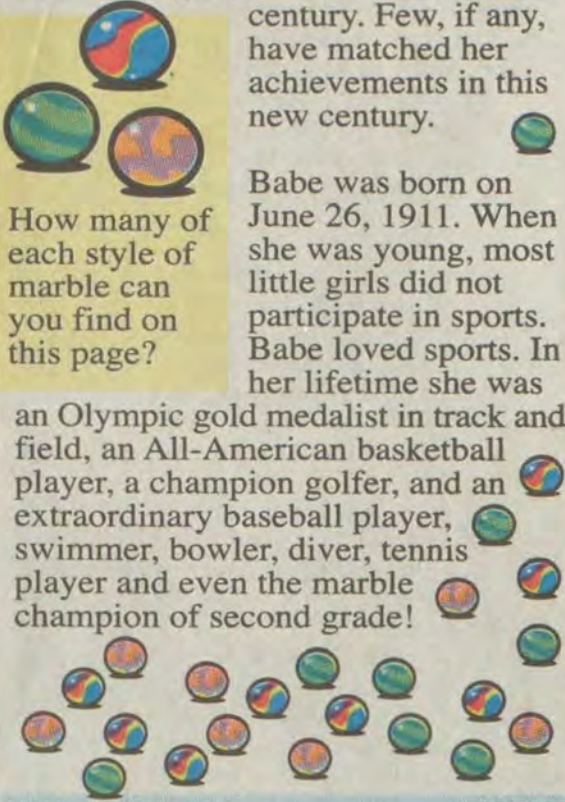 How many of
each style of
marble can
you find on
this page?
century. Few, if any,
have matched her
achievements in this
new century.
Babe was born on
June 26, 1911. When
she was young, most
little girls did not
participate in sports.
Babe loved sports. In
her lifetime she was
an Olympic gold medalist in track and
field, an All-American basketball
player, a champion golfer, and an
extraordinary baseball player,
swimmer, bowler, diver, tennis
player and even the marble
champion of second grade!